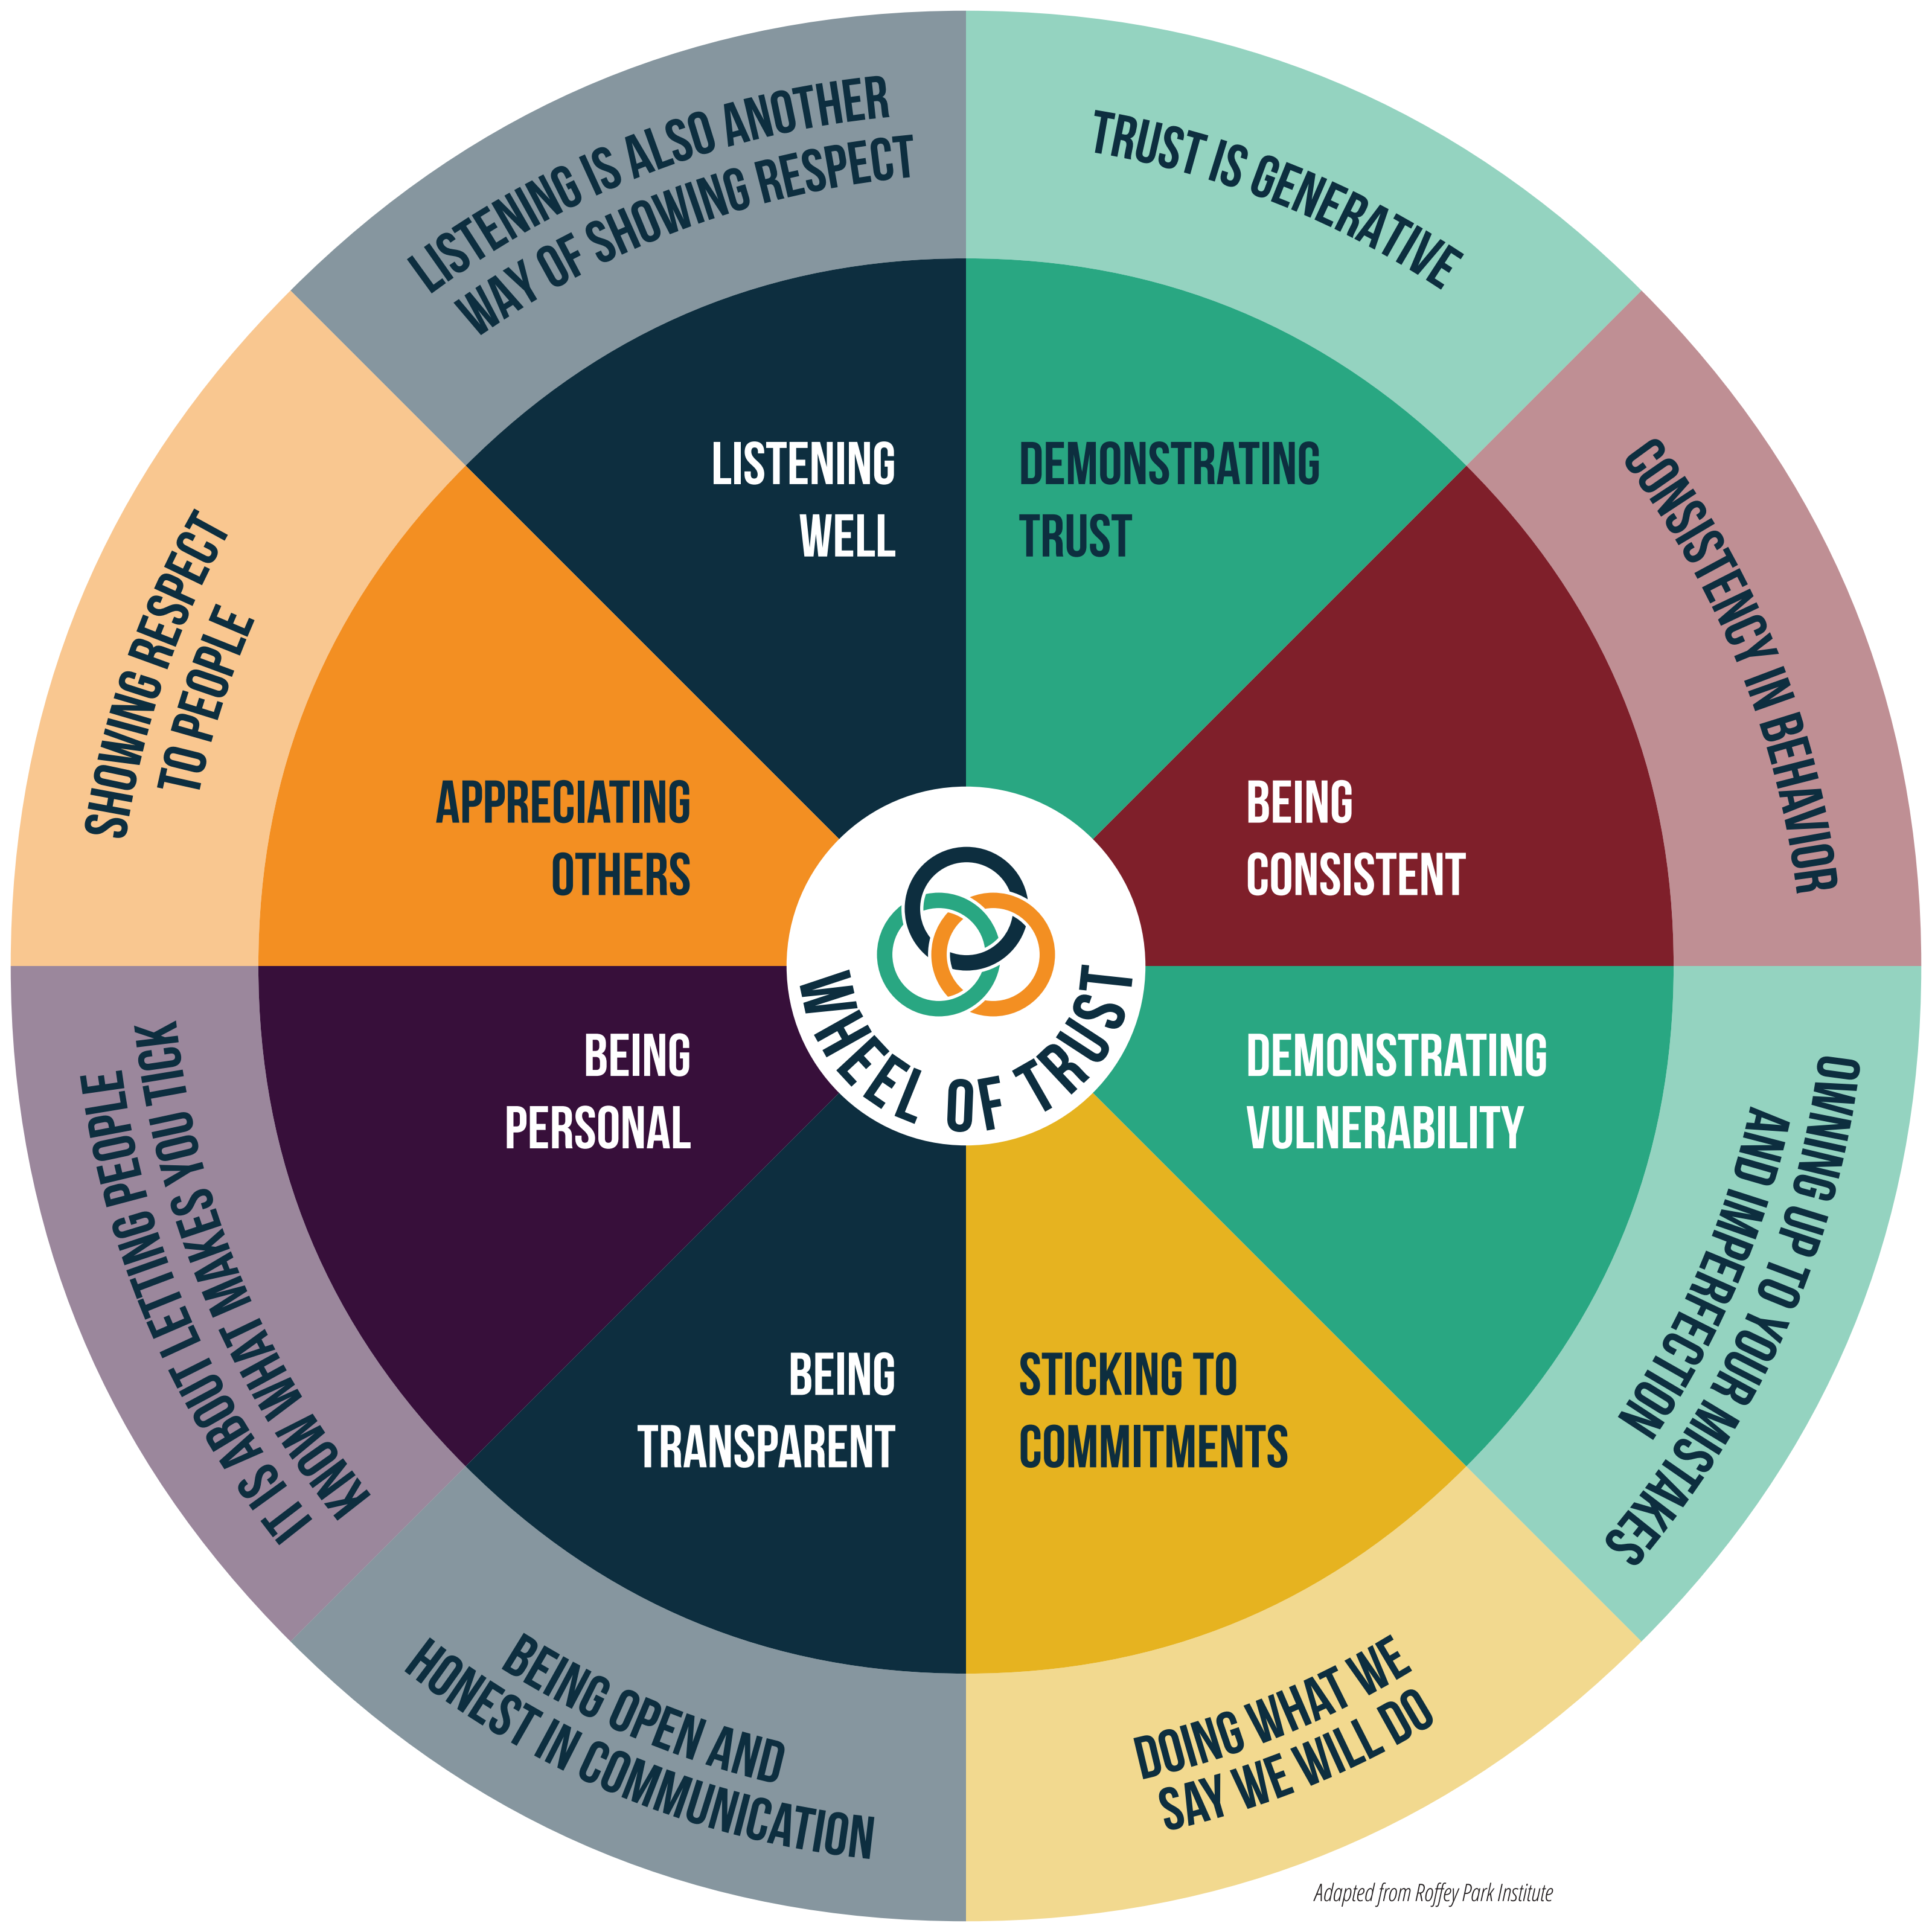 LISTENING IS ALSO ANOTHER
WAY OF SHOWING RESPECT
TRUST IS GENERATIVE
CONSISTENCY IN BEHAVIOR
OWNING UP TO YOUR MISTAKES
AND IMPERFECTION
DOING WHAT WE
SAY WE WILL DO
BEING OPEN AND
HONEST IN COMMUNICATION
IT IS ABOUT LETTING PEOPLE
KNOW WHAT MAKES YOU TICK
SHOWING RESPECT
TO PEOPLE
LISTENING
WELL
DEMONSTRATING
TRUST
BEING
CONSISTENT
DEMONSTRATING
VULNERABILITY
STICKING TO
COMMITMENTS
BEING
TRANSPARENT
BEING
PERSONAL
APPRECIATING
OTHERS
WHEEL OF TRUST
Adapted from Roffey Park Institute